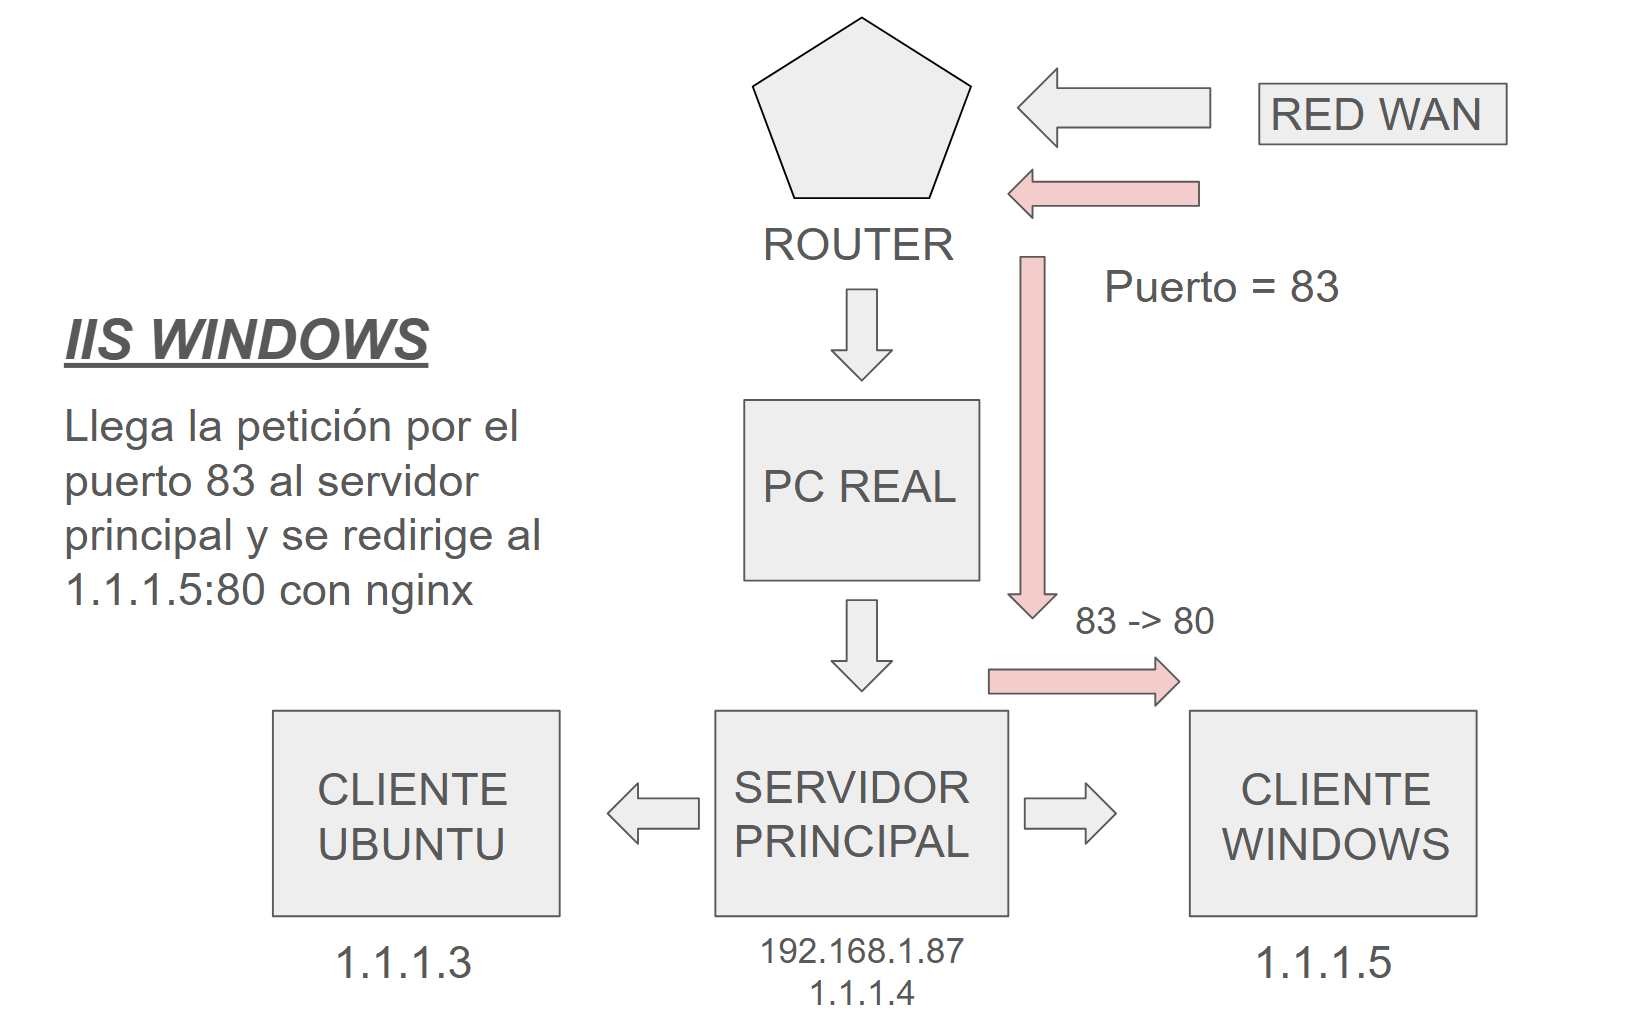 RED WAN
ROUTER
Puerto = 83
IIS WINDOWS
Llega la petición por el
puerto 83 al servidor
principal y se redirige al
1.1.1.5:80 con nginx
PC REAL
83 -> 80
CLIENTE
UBUNTU
SERVIDOR
PRINCIPAL
CLIENTE
WINDOWS
1.1.1.3
192.168.1.87
1.1.1.4
1.1.1.5